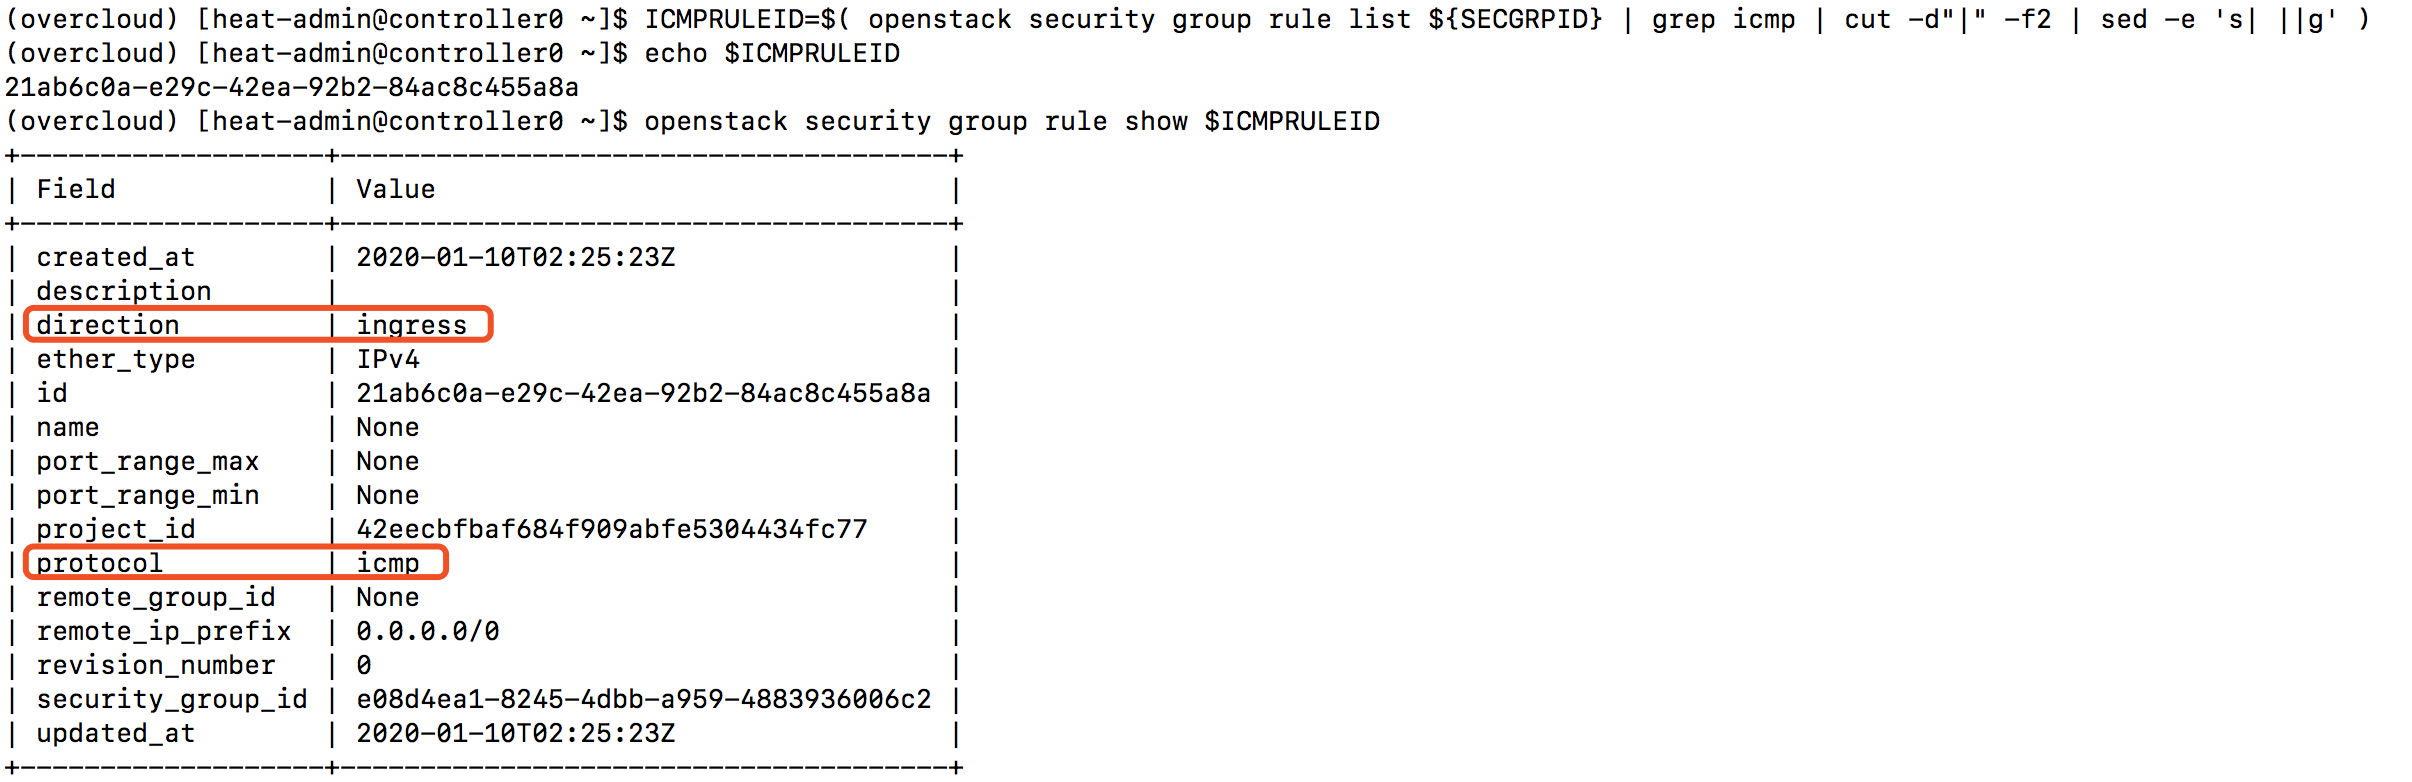 (overcloud) [heat-admin@controller0 ~]$ ICMPRULEID=$( openstack security group rule list ${SECGRPID} | grep icmp | cut -d"|" -f2 | sed -e 's| ||g' )
(overcloud) [heat-admin@controller0 ~]$ echo $ICMPRULEID
21ab6c0a-e29c-42ea-92b2-84ac8c455a8a
(overcloud) [heat-admin@controller0 ~]$ openstack security group rule show $ICMPRULEID
+-------------------+--------------------------------------+
| Field             | Value                                |
+-------------------+--------------------------------------+
| created_at        | 2020-01-10T02:25:23Z                 |
| description       |                                      |
| direction         | ingress                              |
| ether_type        | IPv4                                 |
| id                | 21ab6c0a-e29c-42ea-92b2-84ac8c455a8a |
| name              | None                                 |
| port_range_max    | None                                 |
| port_range_min    | None                                 |
| project_id        | 42eecbfbaf684f909abfe5304434fc77     |
| protocol          | icmp                                 |
| remote_group_id   | None                                 |
| remote_ip_prefix  | 0.0.0.0/0                            |
| revision_number   | 0                                    |
| security_group_id | e08d4ea1-8245-4dbb-a959-4883936006c2 |
| updated_at        | 2020-01-10T02:25:23Z                 |
+-------------------+--------------------------------------+